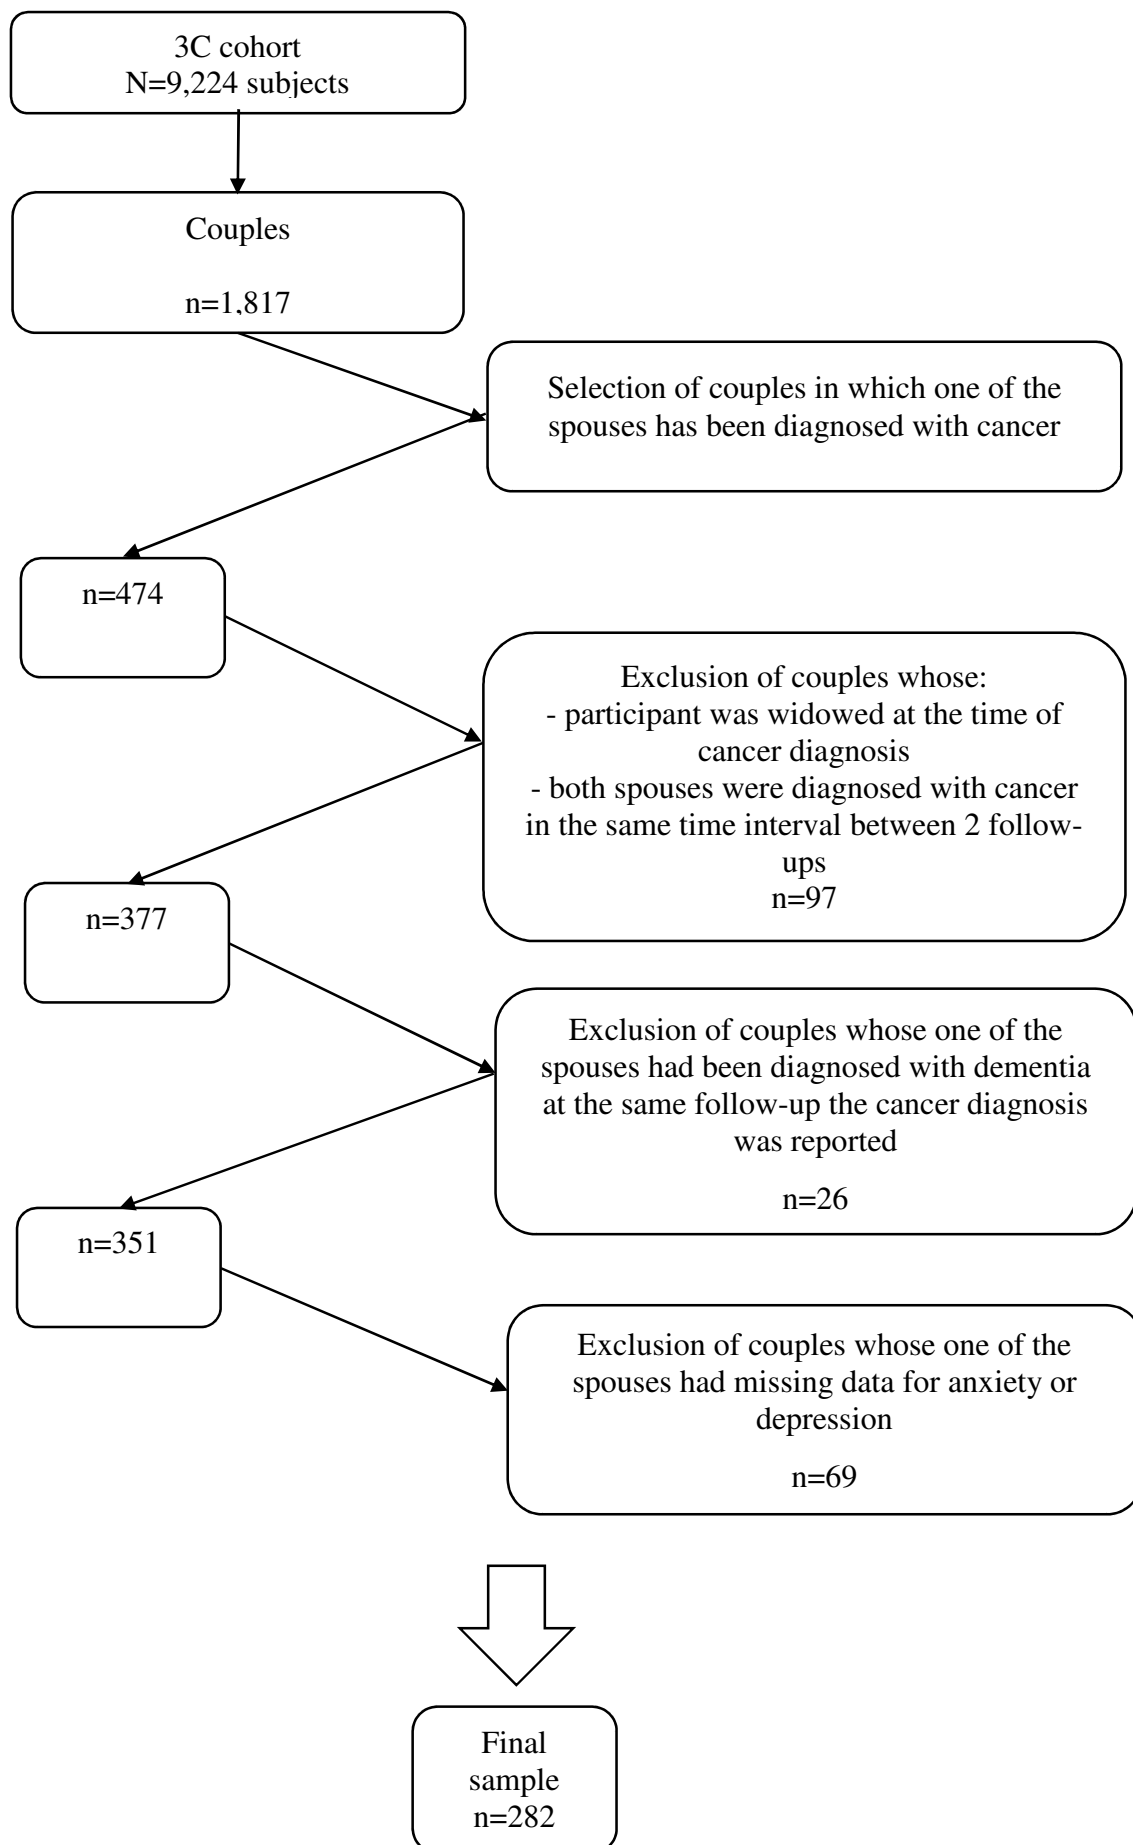 3C cohort
N=9,224 subjects
Couples
n=1,817
Selection of couples in which one of the
spouses has been diagnosed with cancer
n=474
Exclusion of couples whose:
- participant was widowed at the time of
cancer diagnosis
- both spouses were diagnosed with cancer
in the same time interval between 2 follow-
ups
n=97
n=377
Exclusion of couples whose one of the
spouses had been diagnosed with dementia
at the same follow-up the cancer diagnosis
was reported
n=26
n=351
Exclusion of couples whose one of the
spouses had missing data for anxiety or
depression
n=69
Final
sample
n=282